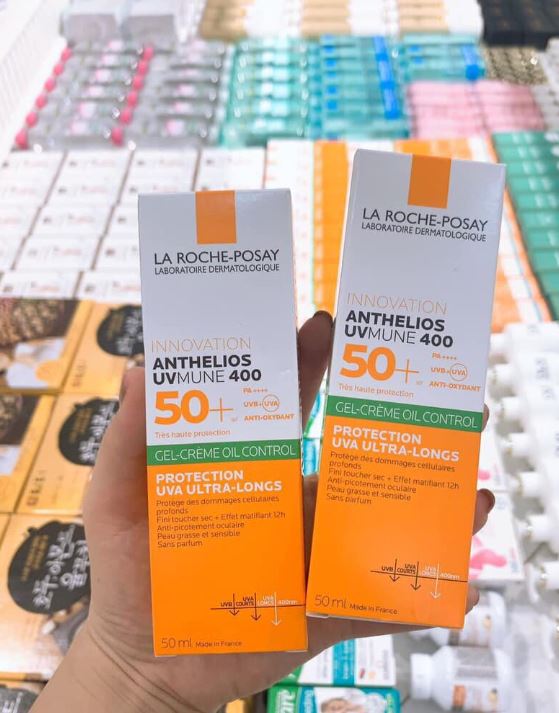 LA ROCHE-POSAY
LABORATOIRE DERMATOLOGIQUE
INNOVATION
ANTHELIOS
UVMUNE 400
50+
PA++++
UVB+UVA
ANTI-OXYDANT
Très haute protection
GEL-CRÈME OIL CONTROL
PROTECTION
UVA ULTRA-LONGS
Protège des dommages cellulaires
profonds
Fini toucher sec + Effet matifiant 12h
Anti-picotement oculaire
Peau grasse et sensible
Sans parfum
UVB
UVA
COURTS
UVA
LONGS
400nm
50 ml Made in France
LA ROCHE-POSAY
LABORATOIRE DERMATOLOGIQUE
INNOVATION
ANTHELIOS
UVMUNE 400
50+
PA++++
UVB+UVA
ANTI-OXYDANT
Très haute protection
GEL-CRÈME OIL CONTROL
PROTECTION
UVA ULTRA-LONGS
Protège des dommages cellulaires
profonds
Fini toucher sec + Effet matifiant 12h
Anti-picotement oculaire
Peau grasse et sensible
Sans parfum
UVB
UVA
COURTS
UVA
LONGS
400nm
50 ml Made in France